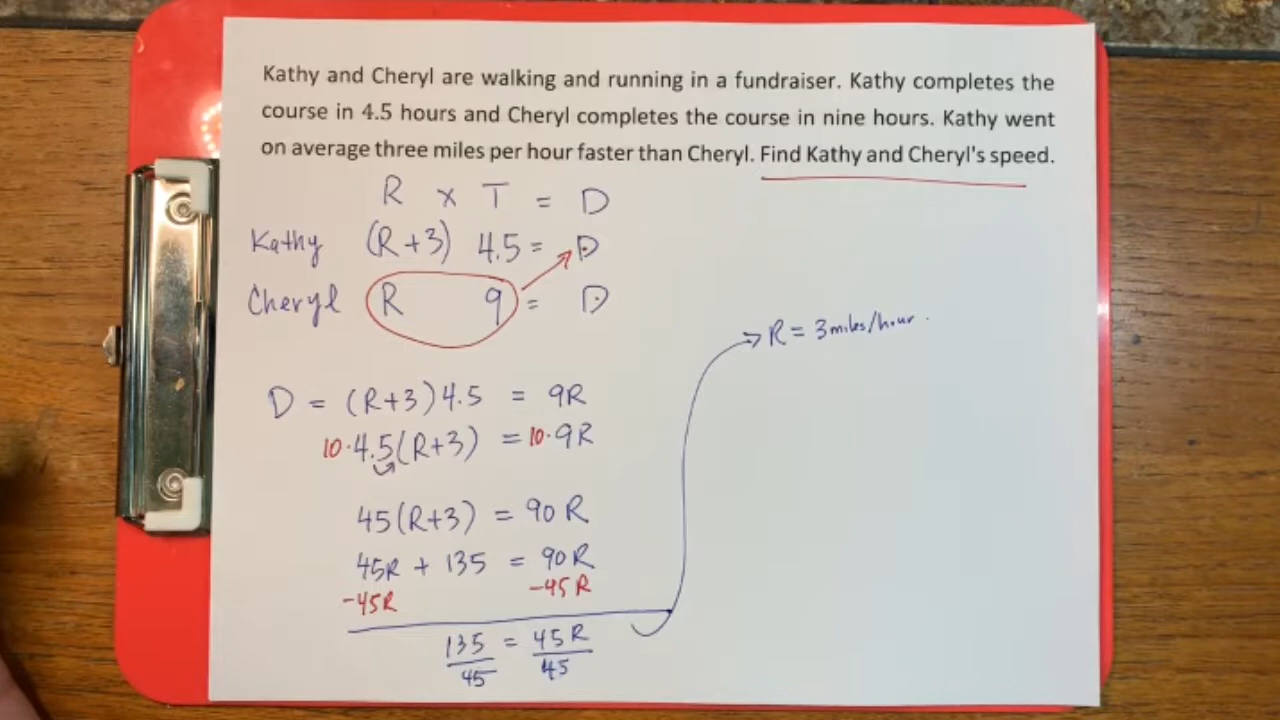 Kathy and Cheryl are walking and running in a fundraiser. Kathy completes the
course in 4.5 hours and Cheryl completes the course in nine hours. Kathy went
on average three miles per hour faster than Cheryl. Find Kathy and Cheryl's speed.
R x T = D
Kathy (R+3) 4.5 = D
Cheryl R 9 = D
R = 3 miles/hour.
D = (R+3)4.5 = 9R
10·4.5(R+3) = 10·9R
45(R+3) = 90R
45R + 135 = 90R
-45R -45R
135 = 45R
45 45